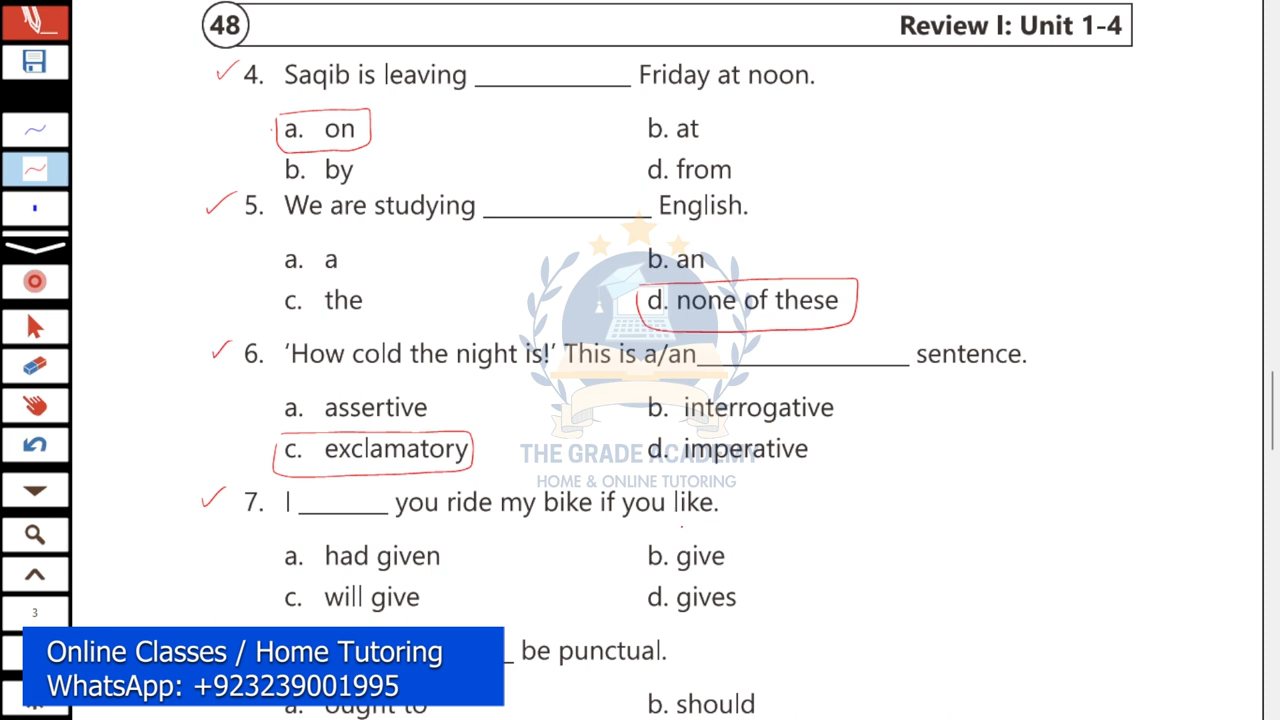 48 Review I: Unit 1-4
4. Saqib is leaving ____________ Friday at noon.
a. on b. at
b. by d. from
5. We are studying _____________ English.
a. a b. an
c. the d. none of these
6. ‘How cold the night is!’ This is a/an________________ sentence.
a. assertive b. interrogative
c. exclamatory d. imperative
THE GRADE ACADEMY
HOME & ONLINE TUTORING
7. I _______ you ride my bike if you like.
a. had given b. give
c. will give d. gives
3
_ be punctual.
Online Classes / Home Tutoring
WhatsApp: +923239001995
a. ought to b. should